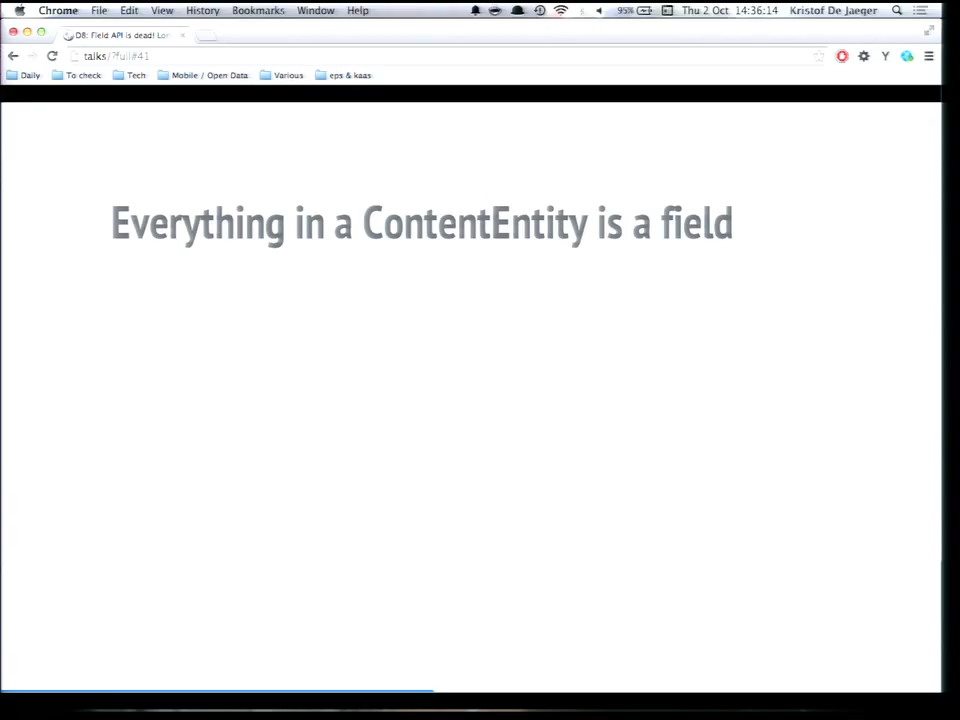 Chrome File Edit View History Bookmarks Window Help 95% Thu 2 Oct 14:36:14 Kristof De Jaeger
D8: Field API is dead! Lor
talks/?full#41
Daily To check Tech Mobile / Open Data Various eps & kaas
Everything in a ContentEntity is a field